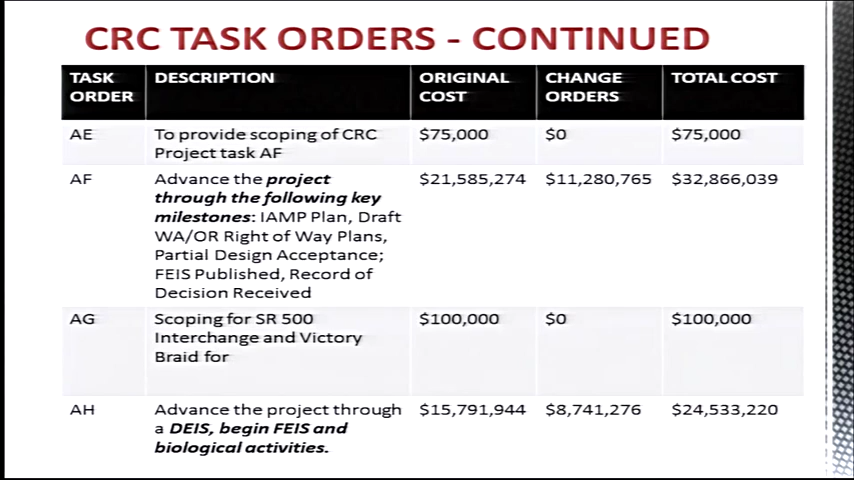 CRC TASK ORDERS - CONTINUED
TASK ORDER DESCRIPTION ORIGINAL COST CHANGE ORDERS TOTAL COST
AE To provide scoping of CRC $75,000 $0 $75,000
Project task AF
AF Advance the project $21,585,274 $11,280,765 $32,866,039
through the following key
milestones: IAMP Plan, Draft
WA/OR Right of Way Plans,
Partial Design Acceptance;
FEIS Published, Record of
Decision Received
AG Scoping for SR 500 $100,000 $0 $100,000
Interchange and Victory
Braid for
AH Advance the project through $15,791,944 $8,741,276 $24,533,220
a DEIS, begin FEIS and
biological activities.